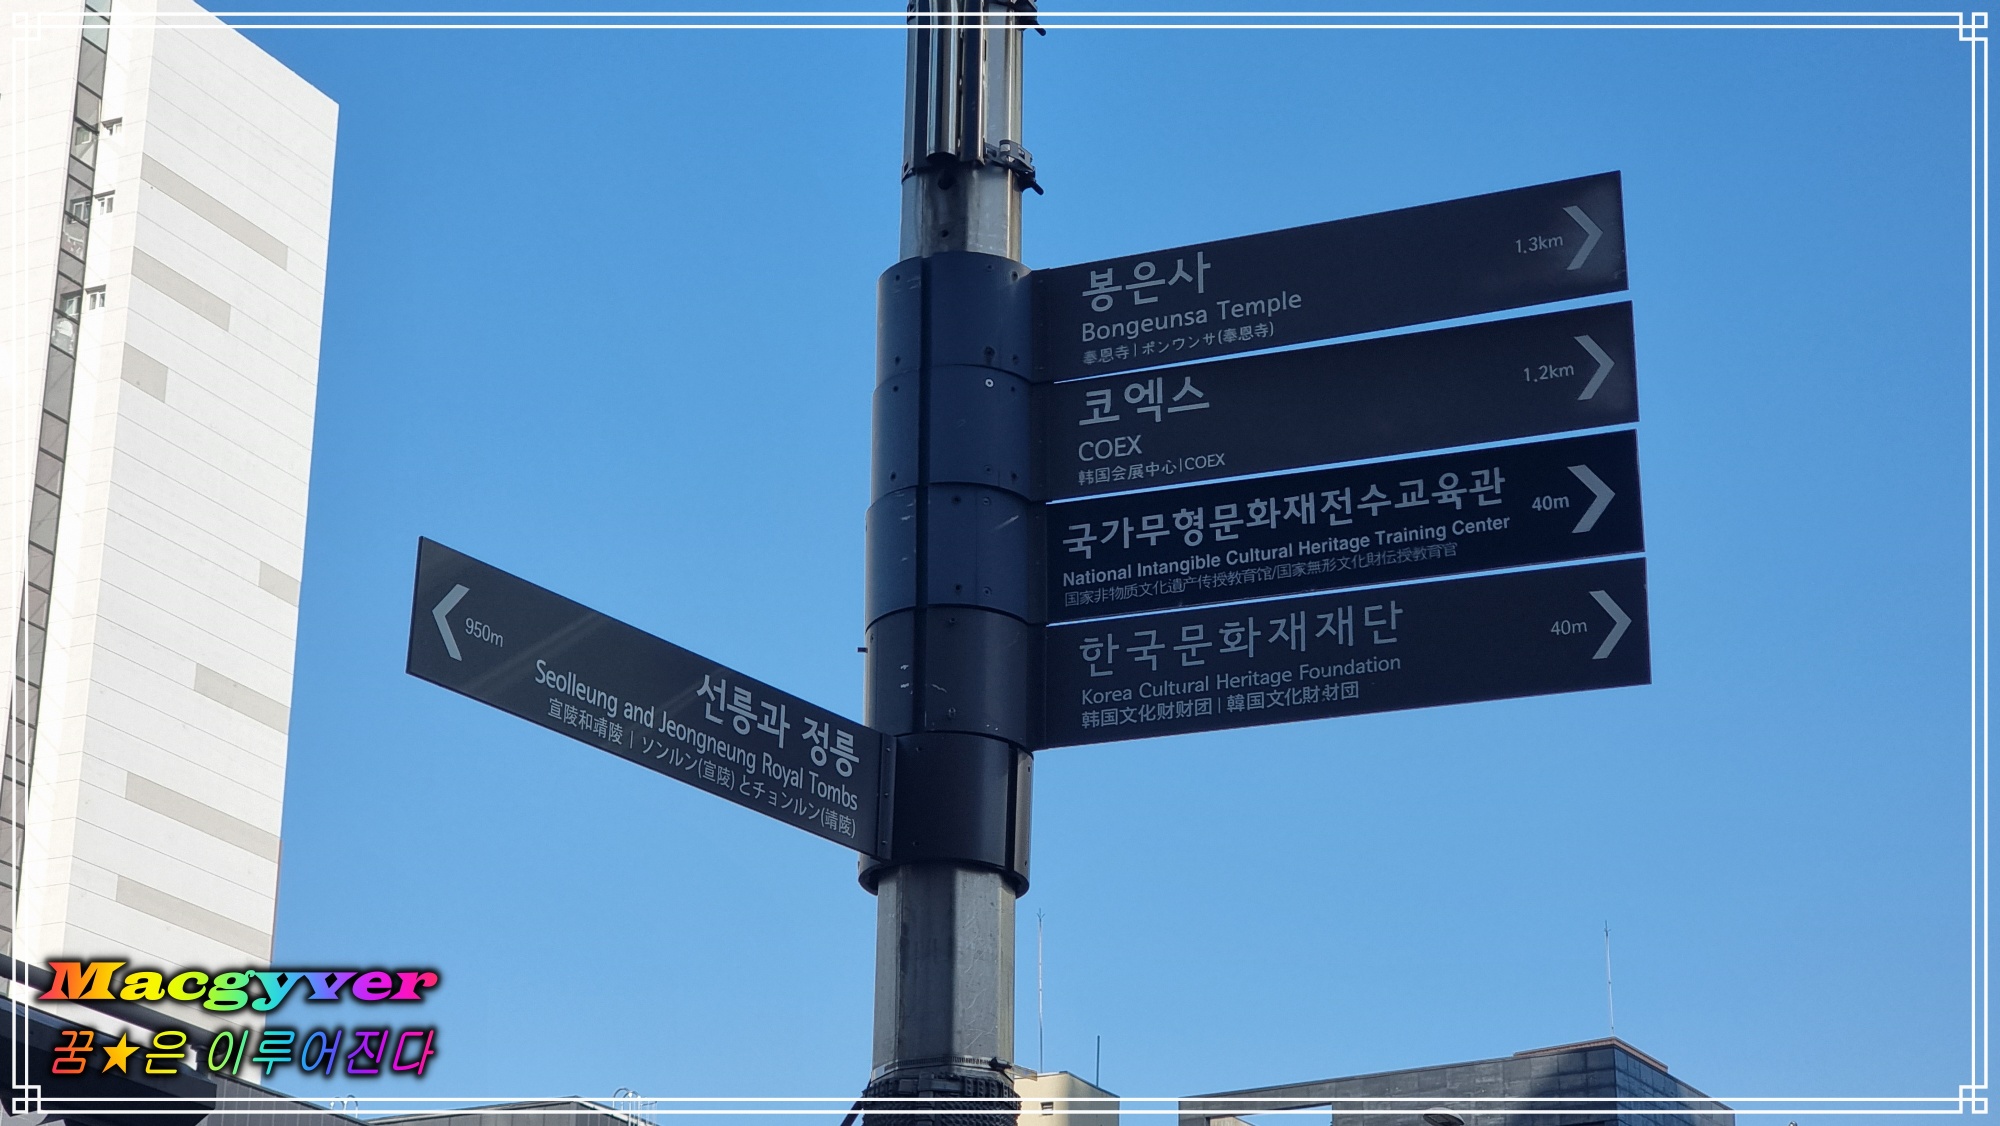 봉은사
Bongeunsa Temple
奉恩寺 | ポンウンサ(奉恩寺)
1.3km
코엑스
COEX
韩国会展中心 | COEX
1.2km
국가무형문화재전수교육관
National Intangible Cultural Heritage Training Center
国家非物质文化遺产传授教育馆/国家無形文化財伝授教育官
40m
한국문화재재단
Korea Cultural Heritage Foundation
韩国文化财财团 | 韓国文化財財団
40m
950m
선릉과 정릉
Seolleung and Jeongneung Royal Tombs
宣陵和靖陵 | ソンルン(宣陵) とチョンルン(靖陵)
Macgyver
꿈★은 이루어진다